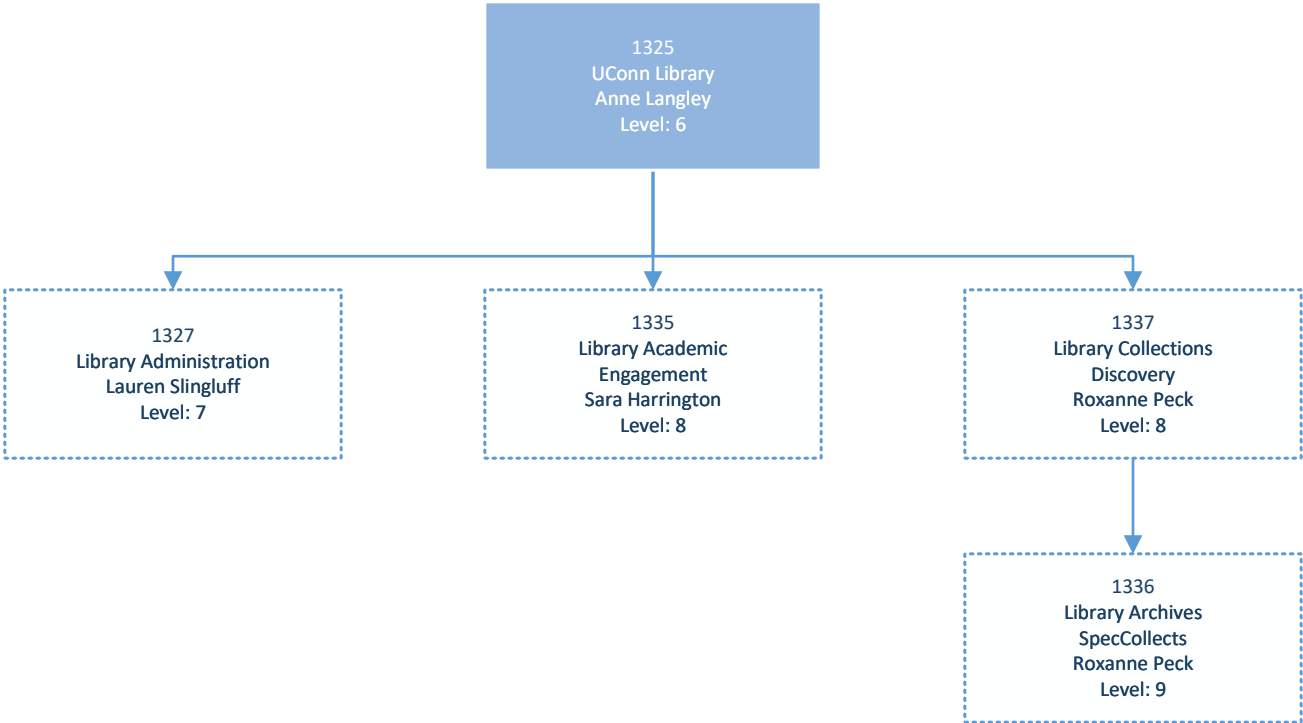 1325
UConn Library
Anne Langley
Level: 6
1327
Library Administration
Lauren Slingluff
Level: 7
1335
Library Academic
Engagement
Sara Harrington
Level: 8
1337
Library Collections
Discovery
Roxanne Peck
Level: 8
1336
Library Archives
SpecCollects
Roxanne Peck
Level: 9